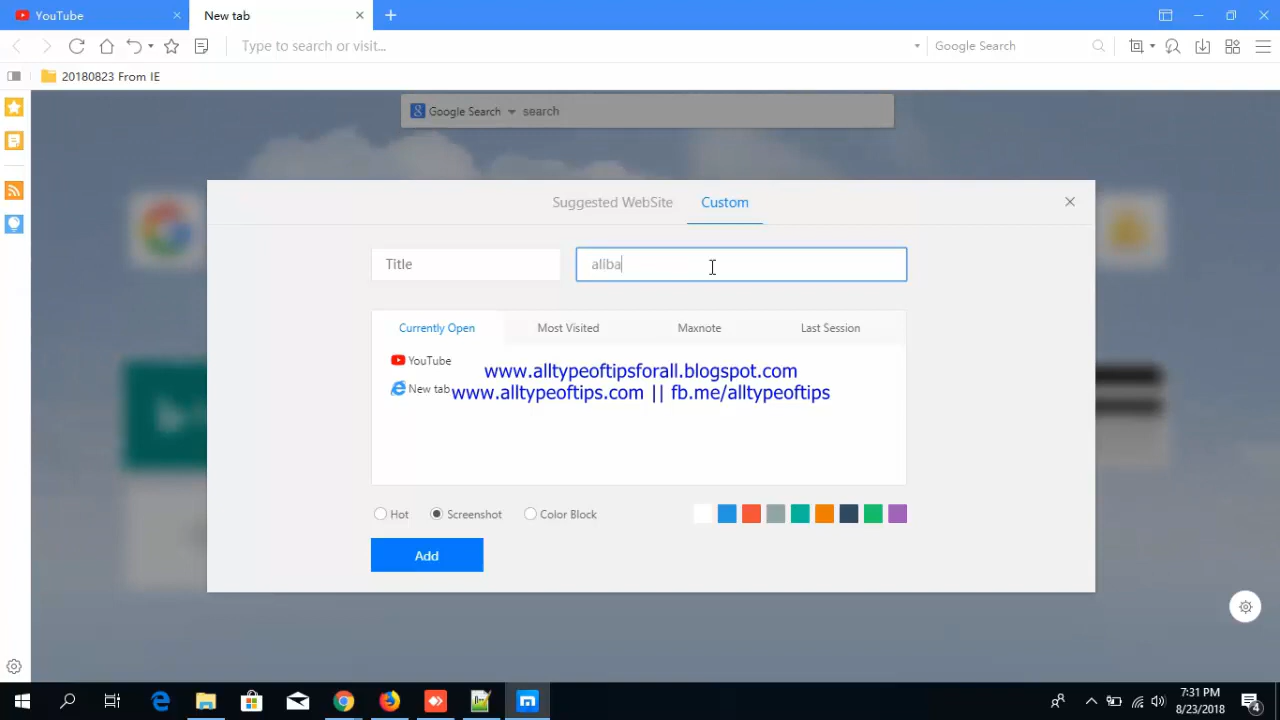 YouTube
New tab
Type to search or visit...
Google Search
20180823 From IE
Google Search
search
Suggested WebSite
Custom
Title
aliba
Currently Open
Most Visited
Maxnote
Last Session
YouTube
www.alltypeoftipsforall.blogspot.com
New tab
www.alltypeoftips.com || fb.me/alltypeoftips
Hot
Screenshot
Color Block
Add
7:31 PM
8/23/2018
4